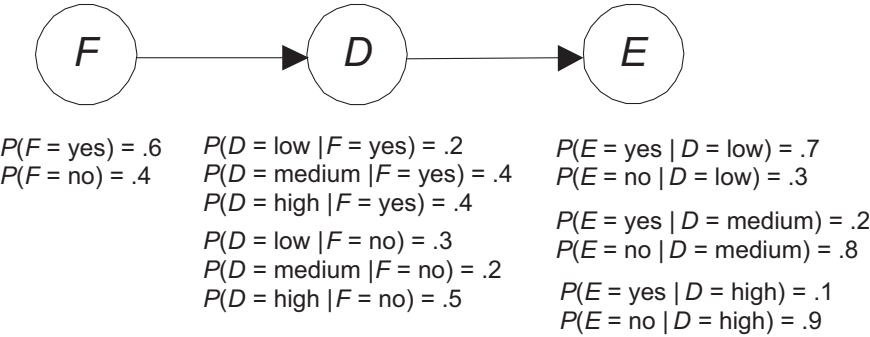 F D E
P(F = yes) = .6
P(F = no) = .4
P(D = low | F = yes) = .2
P(D = medium | F = yes) = .4
P(D = high | F = yes) = .4
P(D = low | F = no) = .3
P(D = medium | F = no) = .2
P(D = high | F = no) = .5
P(E = yes | D = low) = .7
P(E = no | D = low) = .3
P(E = yes | D = medium) = .2
P(E = no | D = medium) = .8
P(E = yes | D = high) = .1
P(E = no | D = high) = .9